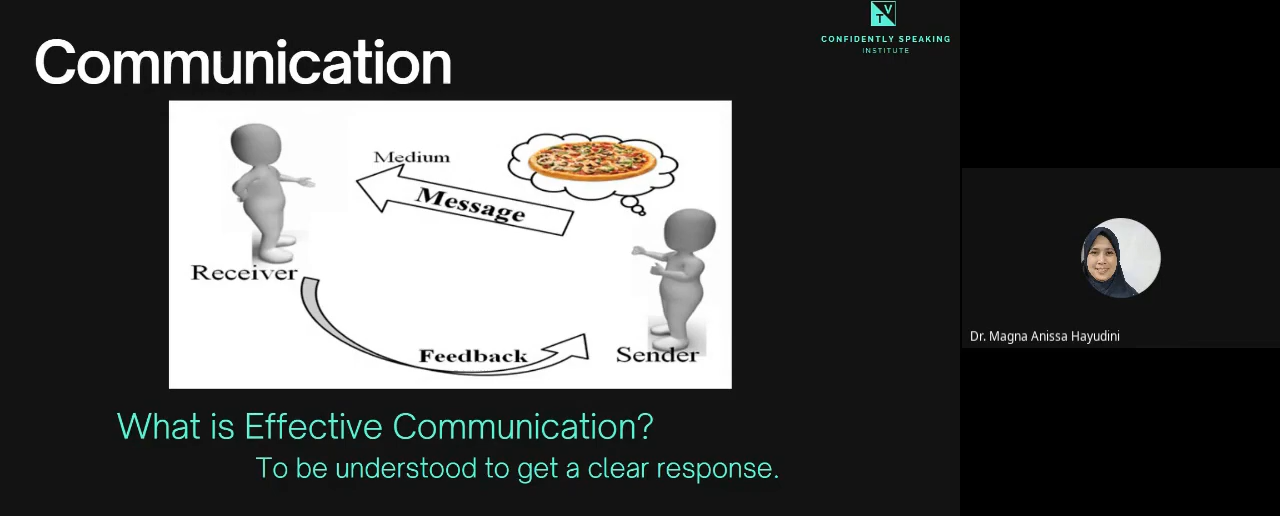 VT
CONFIDENTLY SPEAKING
INSTITUTE
Communication
Medium
Message
Receiver
Feedback
Sender
What is Effective Communication?
To be understood to get a clear response.
Dr. Magna Anissa Hayudini